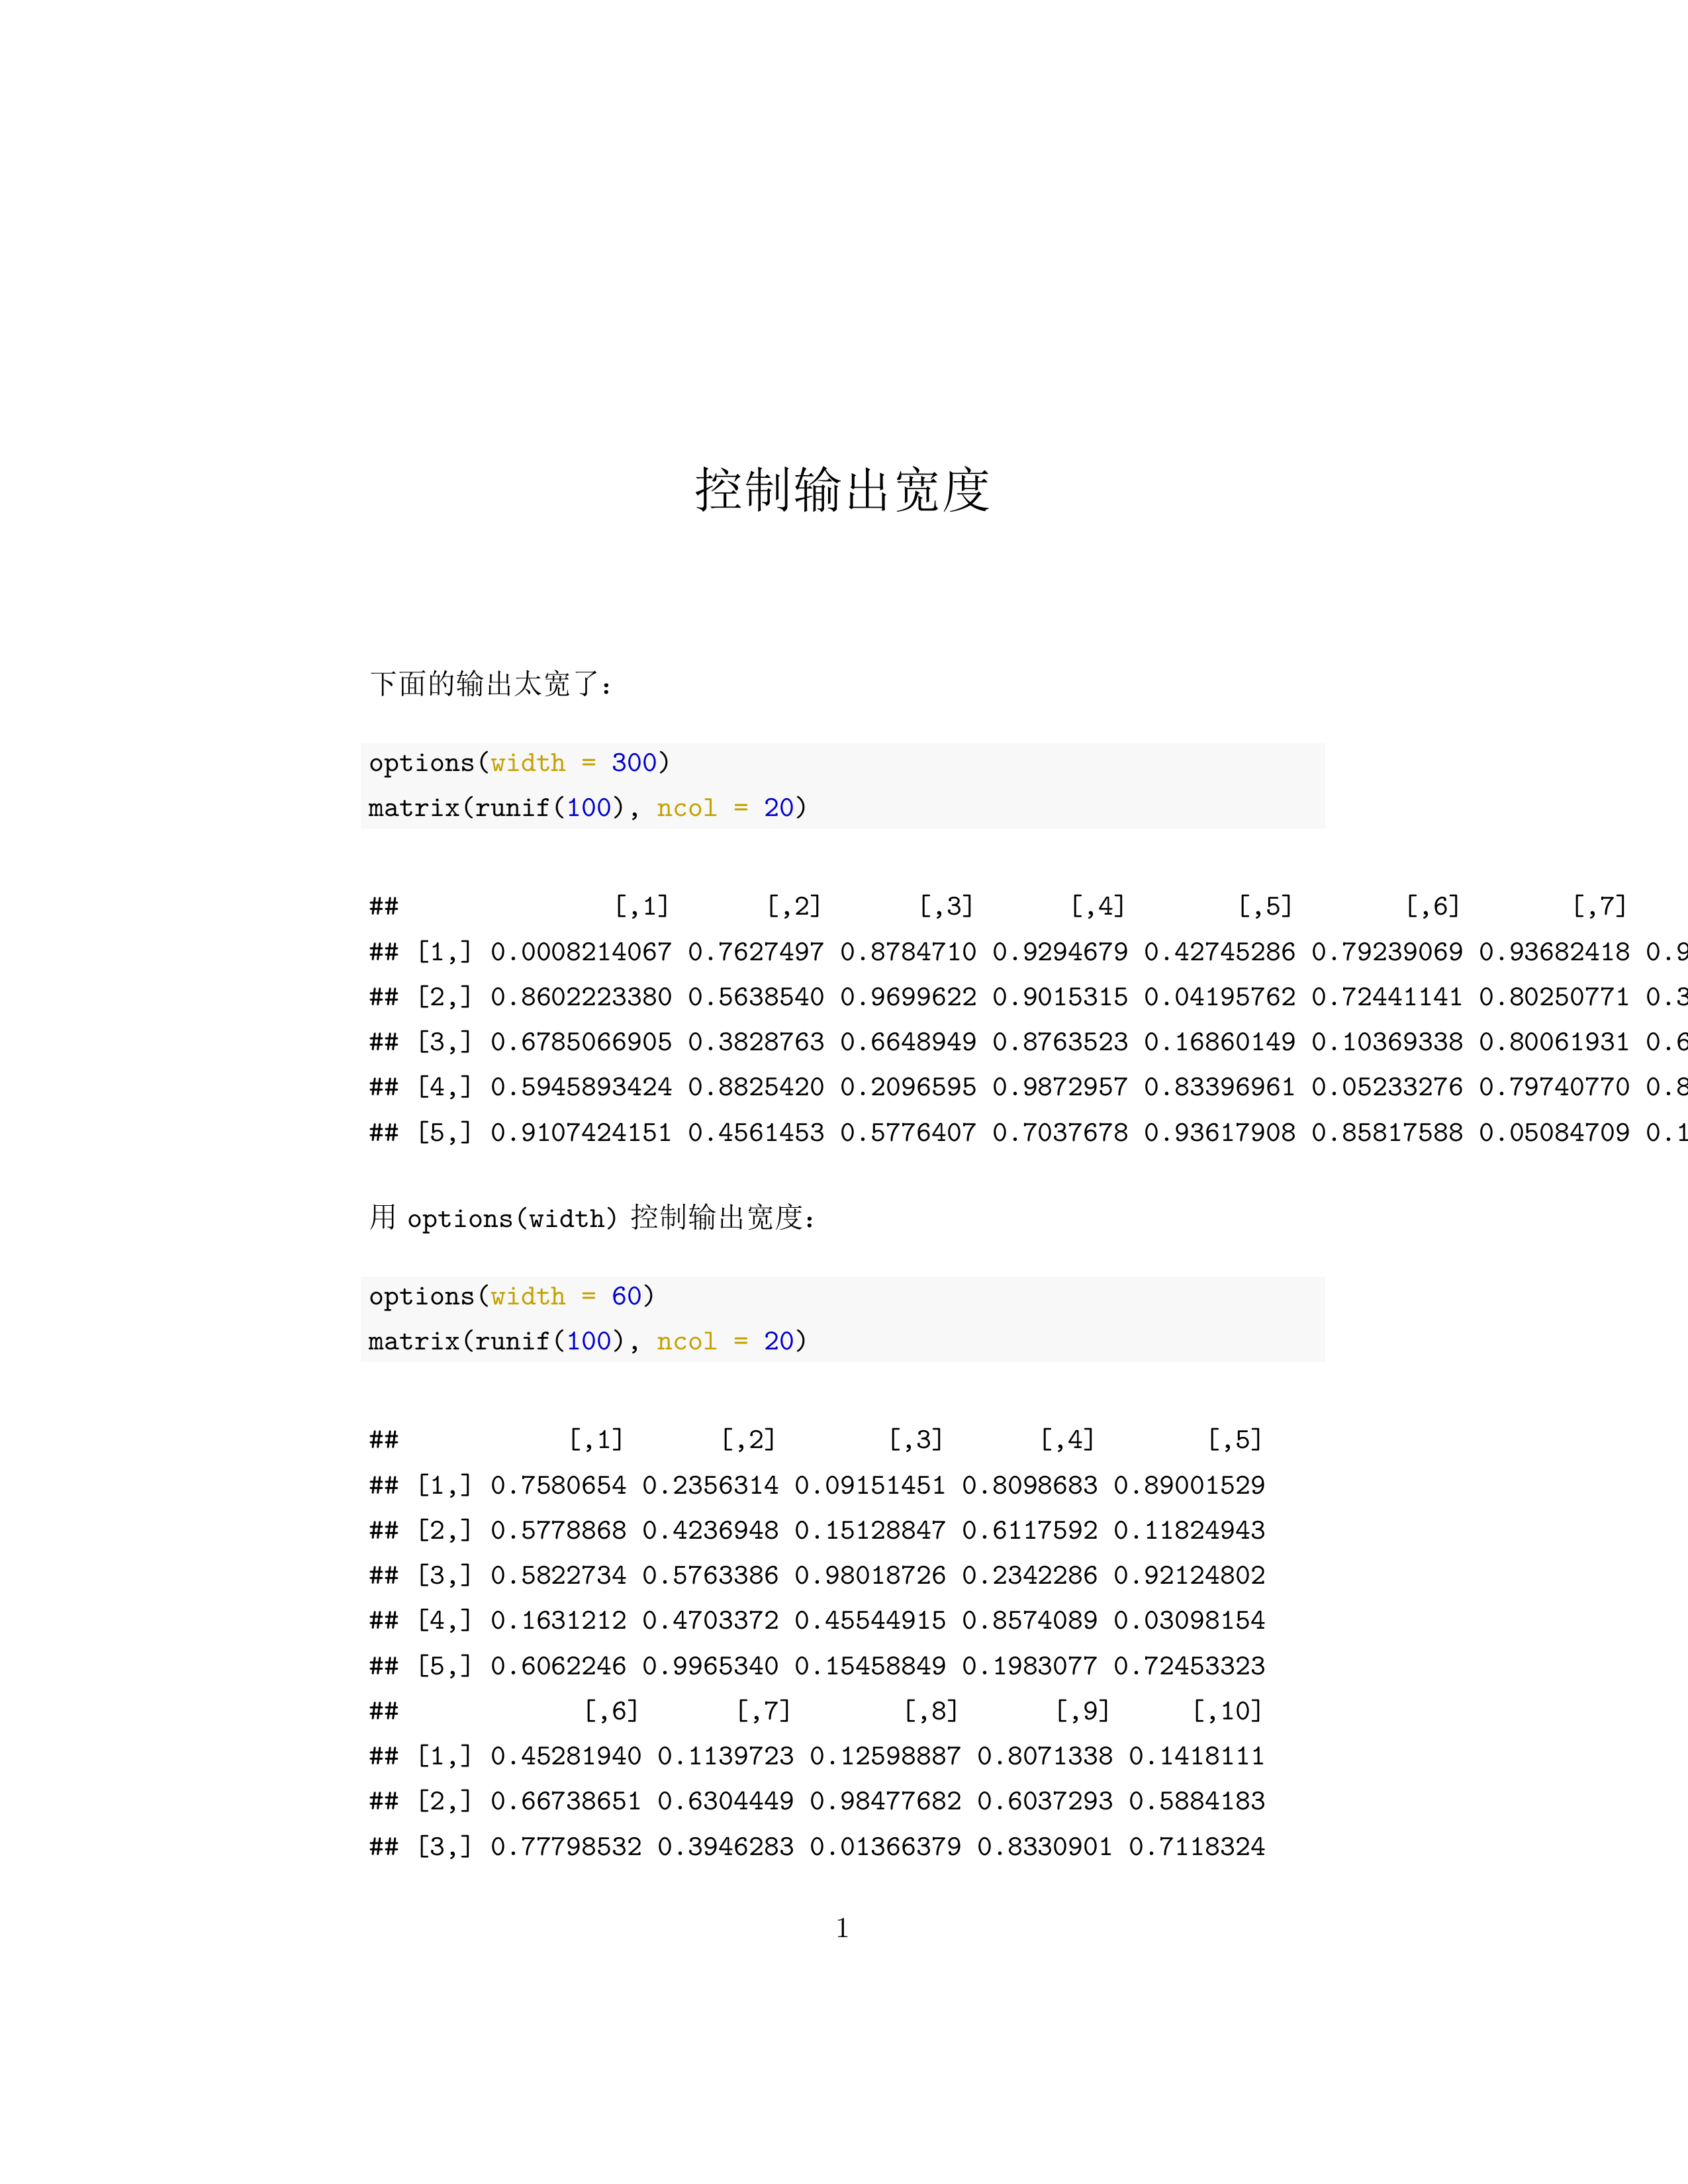 控制输出宽度
下面的输出太宽了：
options(width = 300)
matrix(runif(100), ncol = 20)
##              [,1]      [,2]      [,3]      [,4]       [,5]       [,6]       [,7]
## [1,] 0.0008214067 0.7627497 0.8784710 0.9294679 0.42745286 0.79239069 0.93682418 0.9
## [2,] 0.8602223380 0.5638540 0.9699622 0.9015315 0.04195762 0.72441141 0.80250771 0.3
## [3,] 0.6785066905 0.3828763 0.6648949 0.8763523 0.16860149 0.10369338 0.80061931 0.6
## [4,] 0.5945893424 0.8825420 0.2096595 0.9872957 0.83396961 0.05233276 0.79740770 0.8
## [5,] 0.9107424151 0.4561453 0.5776407 0.7037678 0.93617908 0.85817588 0.05084709 0.1
用 options(width) 控制输出宽度：
options(width = 60)
matrix(runif(100), ncol = 20)
##           [,1]      [,2]       [,3]      [,4]       [,5]
## [1,] 0.7580654 0.2356314 0.09151451 0.8098683 0.89001529
## [2,] 0.5778868 0.4236948 0.15128847 0.6117592 0.11824943
## [3,] 0.5822734 0.5763386 0.98018726 0.2342286 0.92124802
## [4,] 0.1631212 0.4703372 0.45544915 0.8574089 0.03098154
## [5,] 0.6062246 0.9965340 0.15458849 0.1983077 0.72453323
##            [,6]      [,7]       [,8]      [,9]     [,10]
## [1,] 0.45281940 0.1139723 0.12598887 0.8071338 0.1418111
## [2,] 0.66738651 0.6304449 0.98477682 0.6037293 0.5884183
## [3,] 0.77798532 0.3946283 0.01366379 0.8330901 0.7118324
1